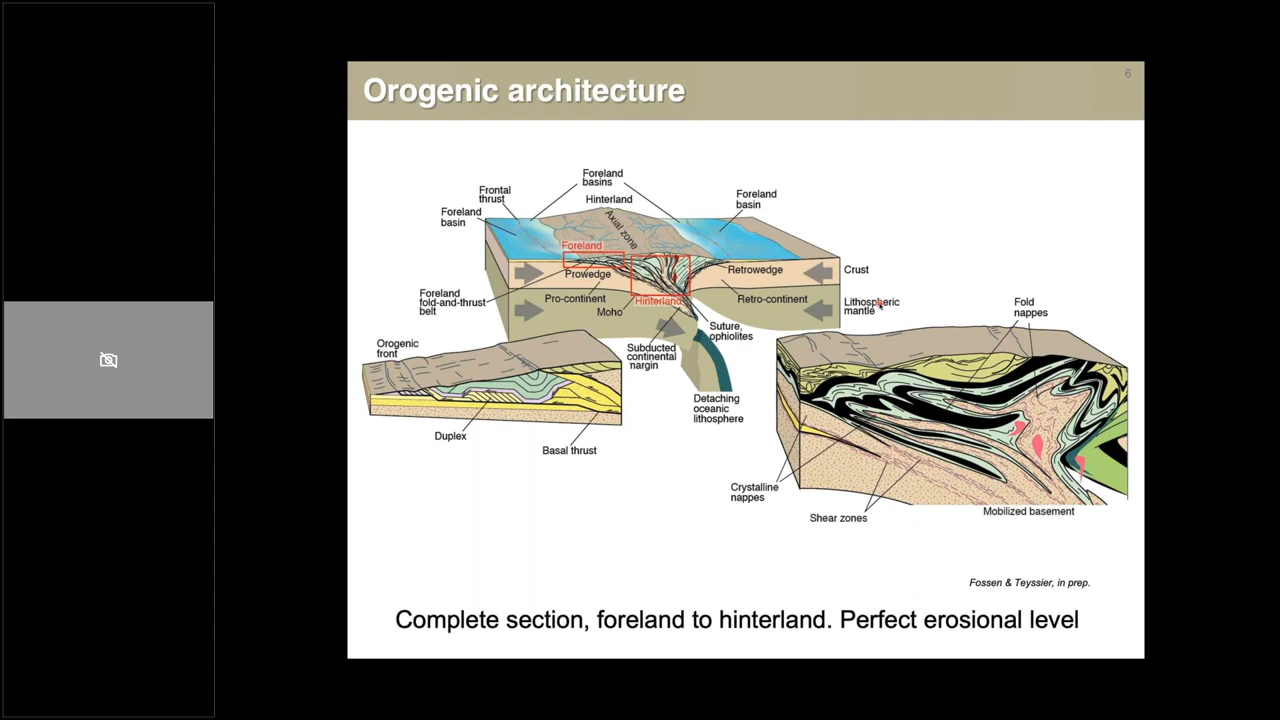 6
Orogenic architecture
Foreland
basins
Frontal
thrust
Hinterland
Foreland
basin
Foreland
basin
Axial zone
Foreland
Prowedge
Retrowedge
Crust
Foreland
fold-and-thrust
belt
Pro-continent
Moho
Hinterland
Retro-continent
Lithospheric
mantle
Fold
nappes
Suture,
ophiolites
Orogenic
front
Subducted
continental
margin
Detaching
oceanic
lithosphere
Duplex
Basal thrust
Crystalline
nappes
Shear zones
Mobilized basement
Fossen & Teyssier, in prep.
Complete section, foreland to hinterland. Perfect erosional level